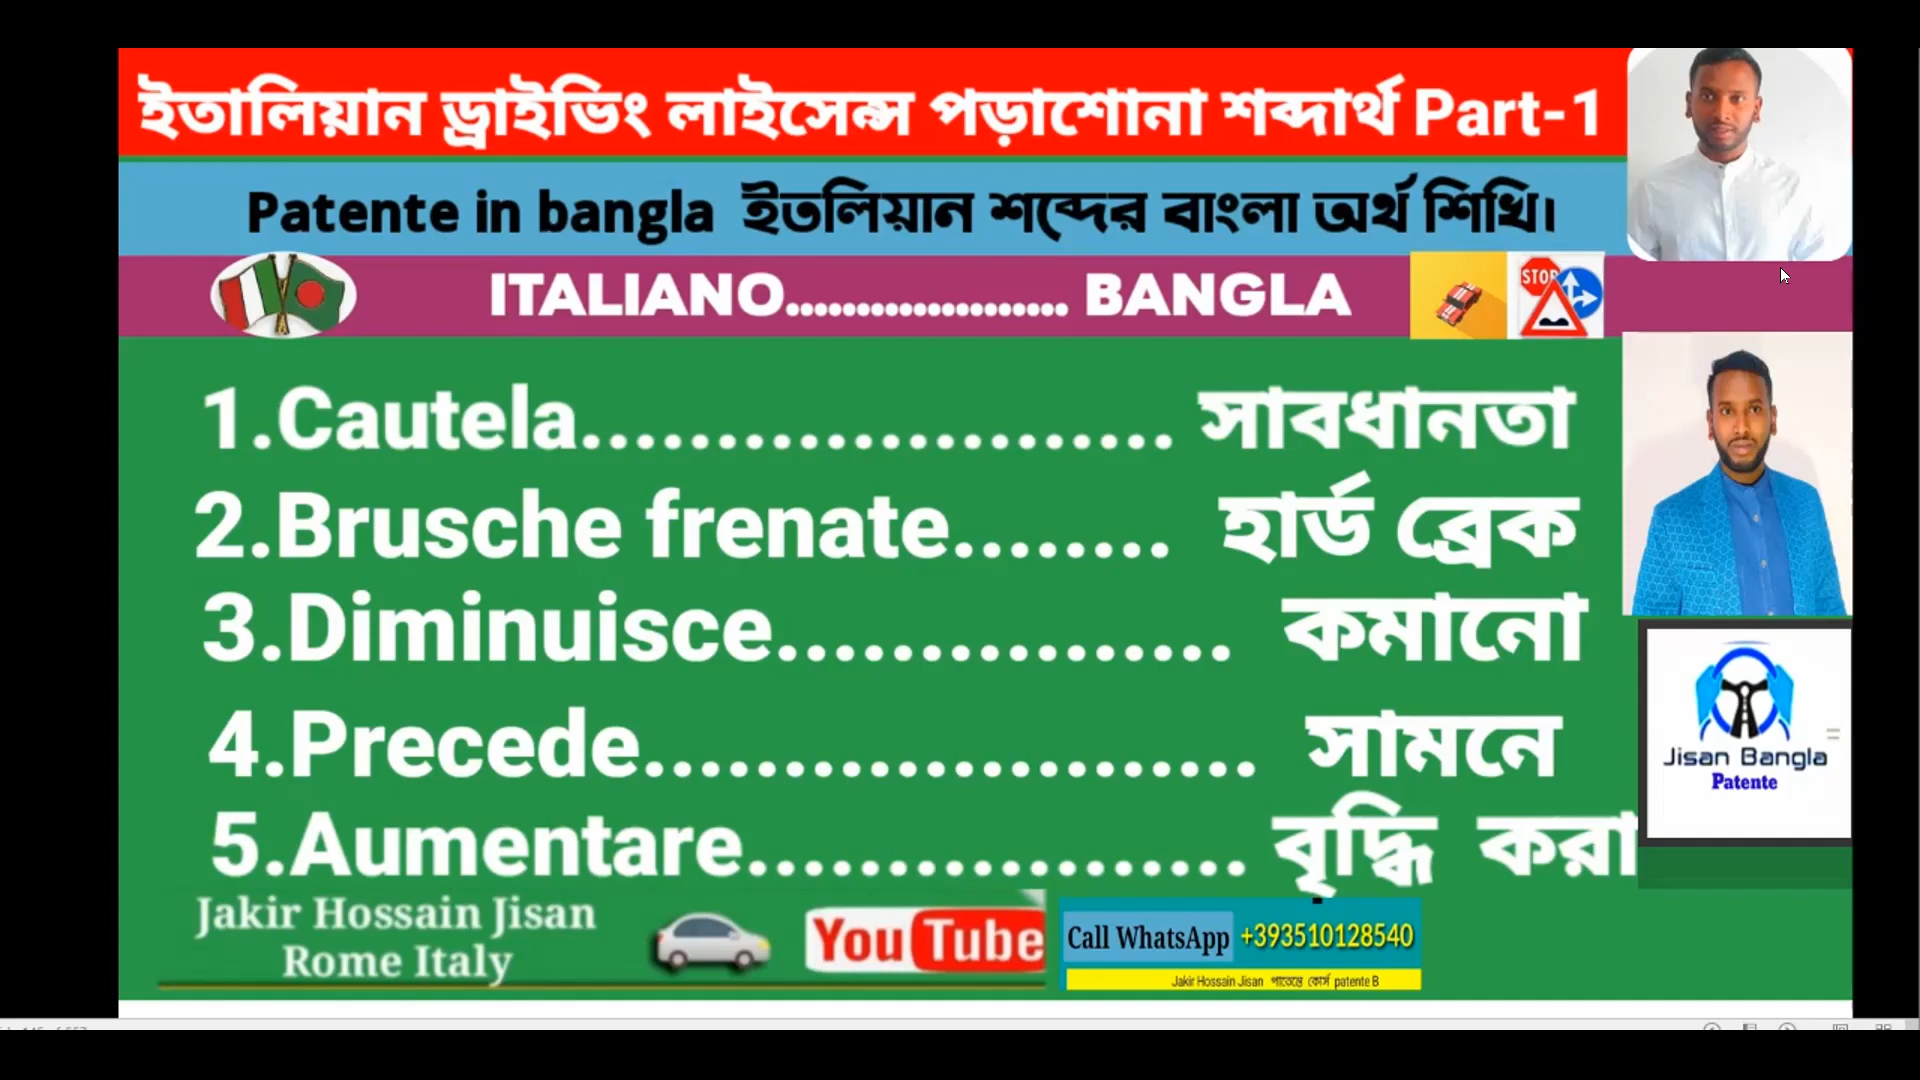 ইতালিয়ান ড্রাইভিং লাইসেন্স পড়াশোনা শব্দার্থ Part-1
Patente in bangla ইতলিয়ান শব্দের বাংলা অর্থ শিখি।
ITALIANO.................... BANGLA
STOP
1.Cautela...................... সাবধানতা
2.Brusche frenate........ হার্ড ব্রেক
3.Diminuisce................. কমানো
4.Precede...................... সামনে
5.Aumentare.................. বৃদ্ধি করা
Jisan Bangla
Patente
Jakir Hossain Jisan
Rome Italy
YouTube
Call WhatsApp +393510128540
Jakir Hossain Jisan পাতেন্তে কোর্স patente B